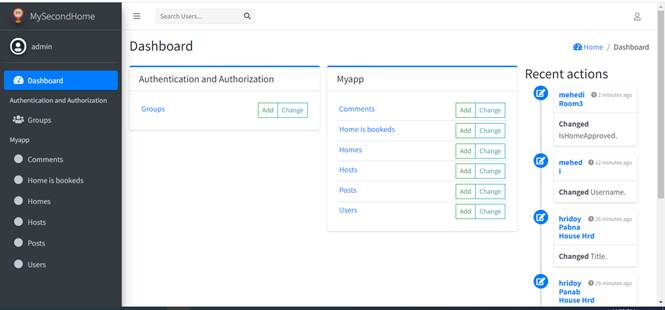 MySecondHome
Search Users...
admin
Dashboard
Authentication and Authorization
Groups
Myapp
Comments
Home is bookeds
Homes
Hosts
Posts
Users
Dashboard
Home / Dashboard
Authentication and Authorization
Groups Add Change
Myapp
Comments Add Change
Home is bookeds Add Change
Homes Add Change
Hosts Add Change
Posts Add Change
Users Add Change
Recent actions
mehedi 2 minutes ago
Room3
Changed
IsHomeApproved.
mehed 12 minutes ago
i
Changed Username.
hridoy 26 minutes ago
Pabna
House Hrd
Changed Title.
hridoy 29 minutes ago
Panab
House Hrd